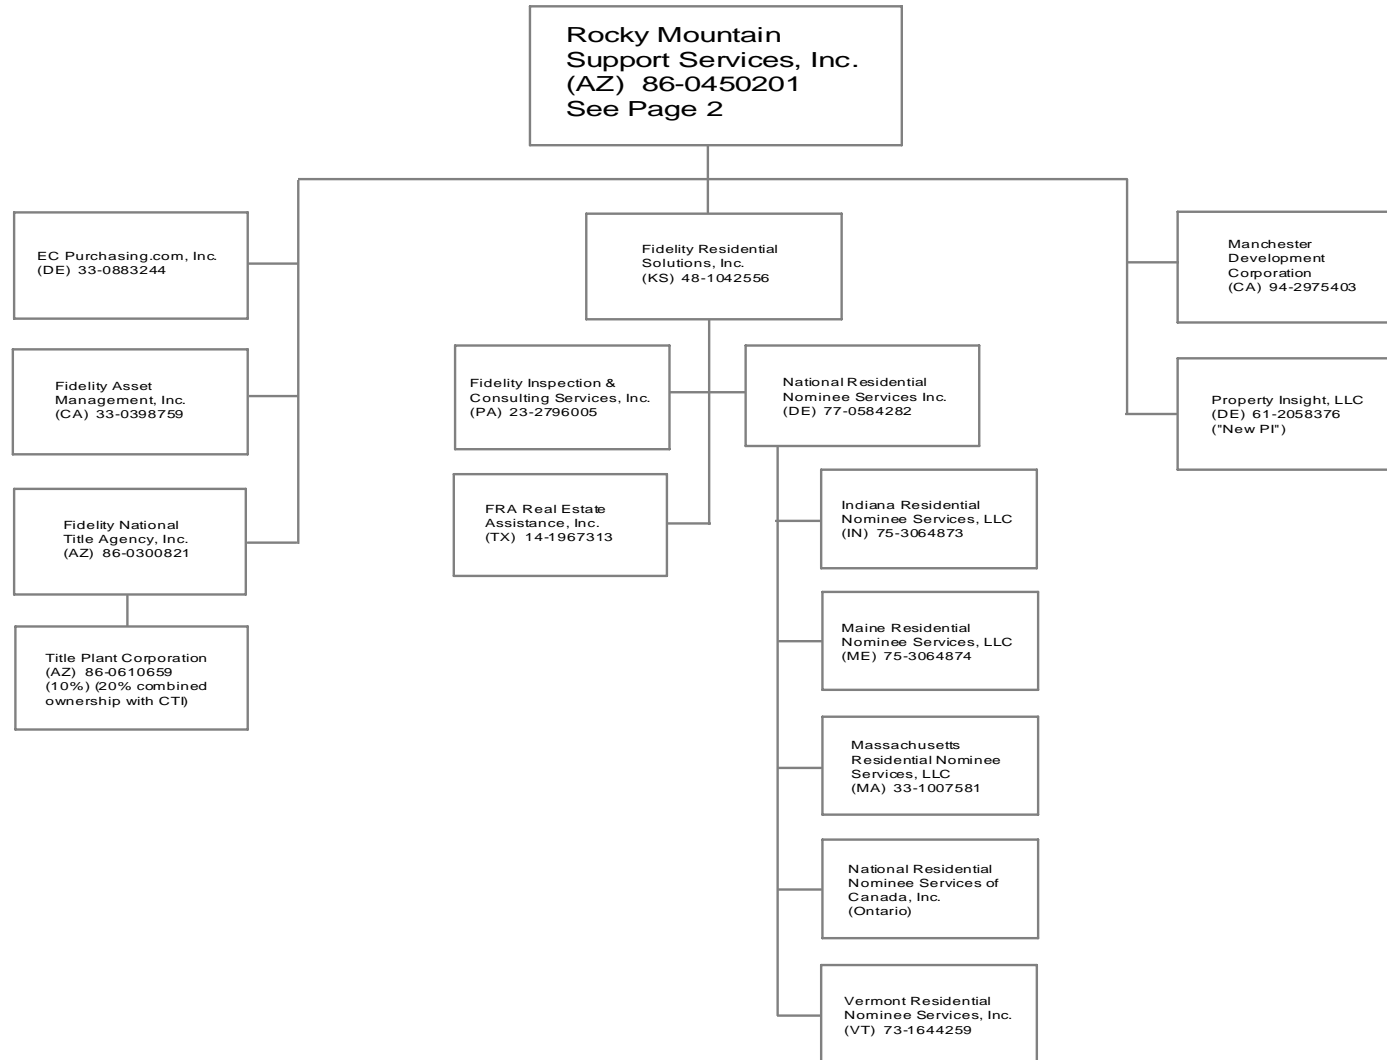 Rocky Mountain
Support Services, Inc.
(AZ) 86-0450201
See Page 2
EC Purchasing.com, Inc.
(DE) 33-0883244
Fidelity Asset
Management, Inc.
(CA) 33-0398759
Fidelity National
Title Agency, Inc.
(AZ) 86-0300821
Title Plant Corporation
(AZ) 86-0610659
(10%) (20% combined
ownership with CTI)
Fidelity Residential
Solutions, Inc.
(KS) 48-1042556
Fidelity Inspection &
Consulting Services, Inc.
(PA) 23-2796005
FRA Real Estate
Assistance, Inc.
(TX) 14-1967313
National Residential
Nominee Services Inc.
(DE) 77-0584282
Indiana Residential
Nominee Services, LLC
(IN) 75-3064873
Maine Residential
Nominee Services, LLC
(ME) 75-3064874
Massachusetts
Residential Nominee
Services, LLC
(MA) 33-1007581
National Residential
Nominee Services of
Canada, Inc.
(Ontario)
Vermont Residential
Nominee Services, Inc.
(VT) 73-1644259
Manchester
Development
Corporation
(CA) 94-2975403
Property Insight, LLC
(DE) 61-2058376
("New PI")